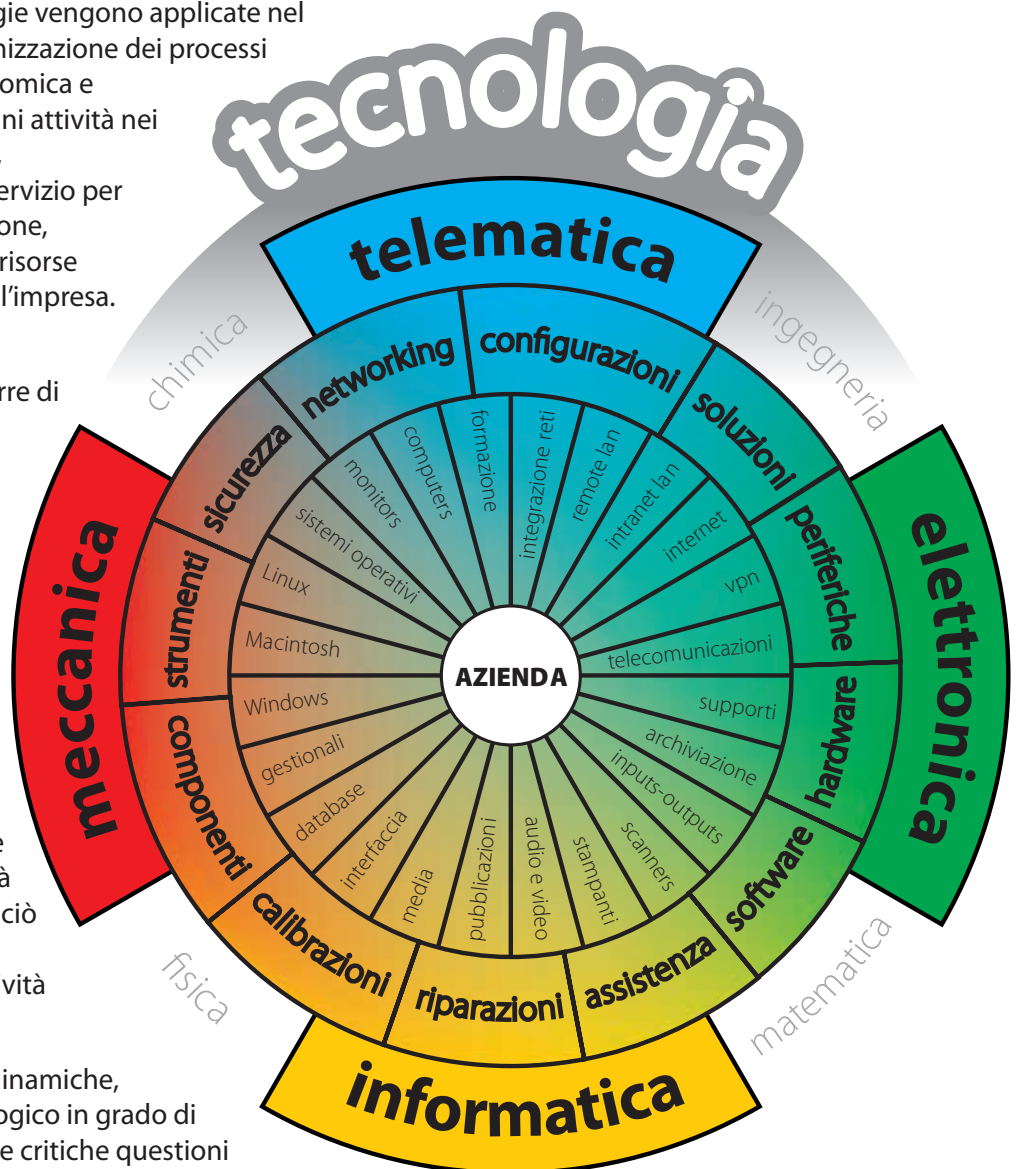 gie vengono applicate nel
nizzazione dei processi
omica e
ni attività nei
ervizio per
one,
risorse
l'impresa.
rre di
e
à
ciò
vità
inamiche,
ogico in grado di
e critiche questioni
tecnologia
telematica
elettronica
informatica
meccanica
chimica
ingegneria
matematica
fisica
networking
configurazioni
soluzioni
periferiche
hardware
software
assistenza
riparazioni
calibrazioni
componenti
strumenti
sicurezza
formazione
integrazione reti
remote lan
intranet lan
internet
vpn
telecomunicazioni
supporti
archiviazione
inputs-outputs
scanners
stampanti
audio e video
pubblicazioni
media
interfaccia
database
gestionali
Windows
Macintosh
Linux
sistemi operativi
monitors
computers
AZIENDA